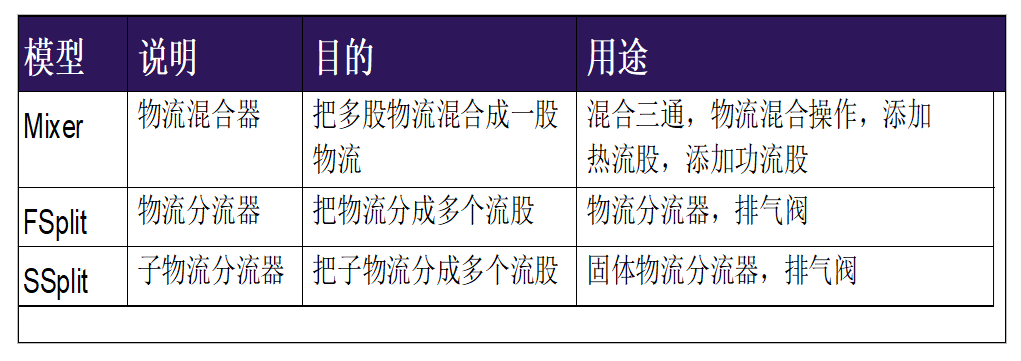 模型 说明 目的 用途
Mixer 物流混合器 把多股物流混合成一股 混合三通，物流混合操作，添加
物流 热流股，添加功流股
FSplit 物流分流器 把物流分成多个流股 物流分流器，排气阀
SSplit 子物流分流器 把子物流分成多个流股 固体物流分流器，排气阀